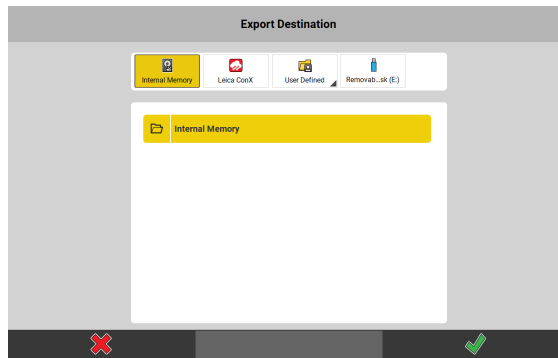 Export Destination
Internal Memory
Leica ConX
User Defined
Removab...sk (E:)
Internal Memory